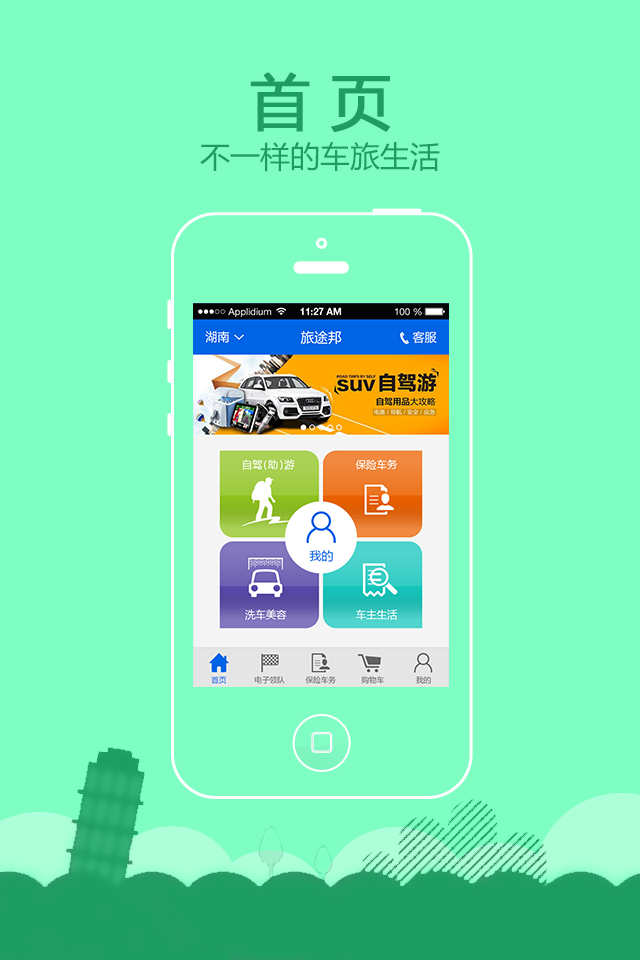 首页
不一样的车旅生活
Applidium 11:27 AM 100 %
湖南 旅途邦 客服
ROAD TRIPS BY SELF
suv自驾游
自驾用品大攻略
电器 / 导航 / 安全 / 应急
自驾(助)游 保险车务
我的
洗车美容 车主生活
首页 电子领队 保险车务 购物车 我的